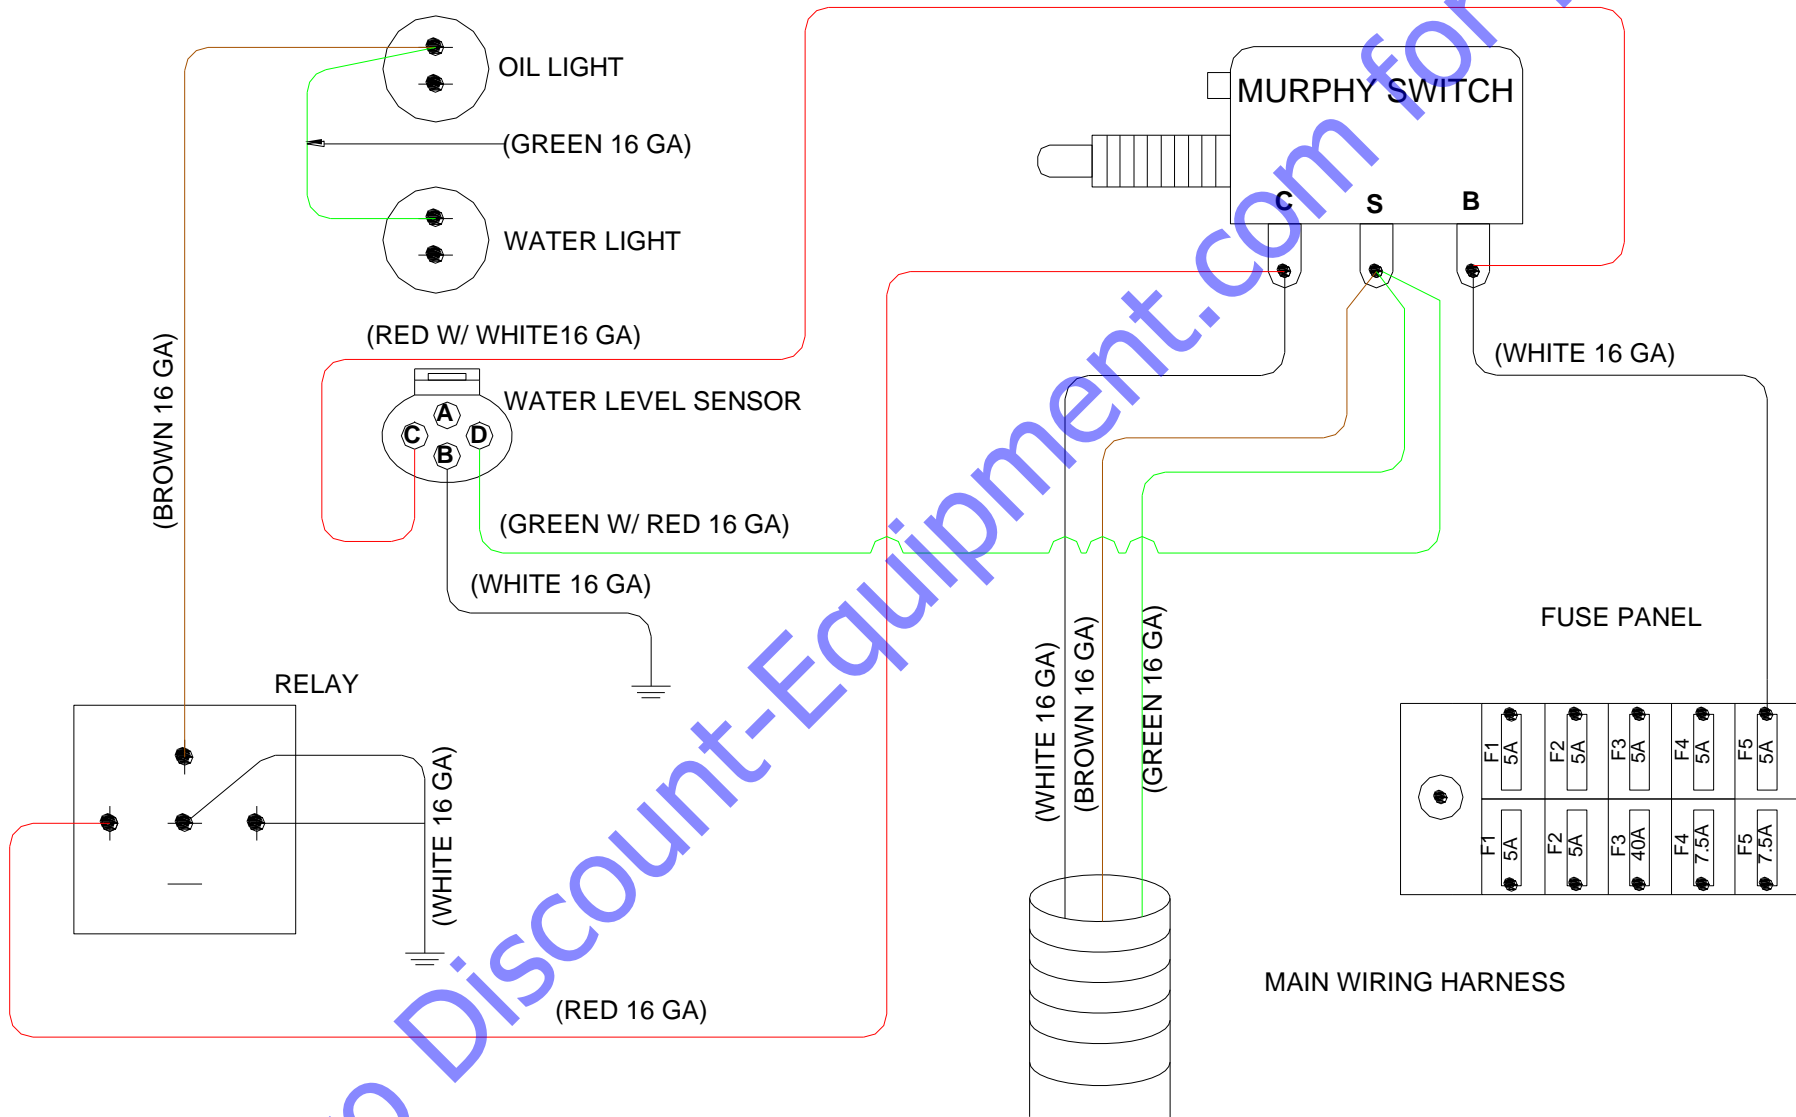 OIL LIGHT
MURPHY SWITCH
(GREEN 16 GA)
C
S
B
WATER LIGHT
(RED W/ WHITE16 GA)
(WHITE 16 GA)
(BROWN 16 GA)
WATER LEVEL SENSOR
A
C
D
B
(GREEN W/ RED 16 GA)
(WHITE 16 GA)
FUSE PANEL
(WHITE 16 GA)
(BROWN 16 GA)
(GREEN 16 GA)
RELAY
(WHITE 16 GA)
F1 5A
F2 5A
F3 5A
F4 5A
F5 5A
F1 5A
F2 5A
F3 40A
F4 7.5A
F5 7.5A
MAIN WIRING HARNESS
(RED 16 GA)
Discount-Equipment.com for